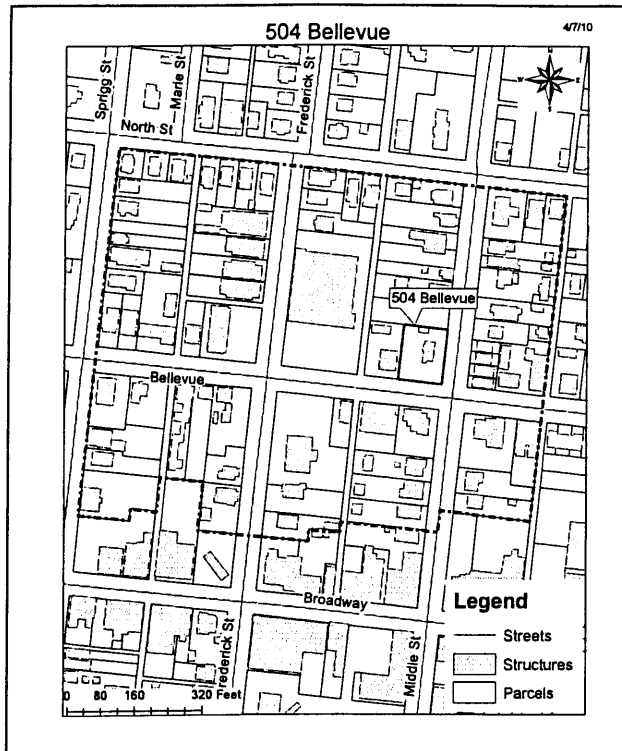 504 Bellevue
4/7/10
Sprigg St
Marie St
Frederick St
North St
N
W
E
S
504 Bellevue
Bellevue
Broadway
Frederick St
Middle St
Legend
Streets
Structures
Parcels
0 80 160 320 Feet